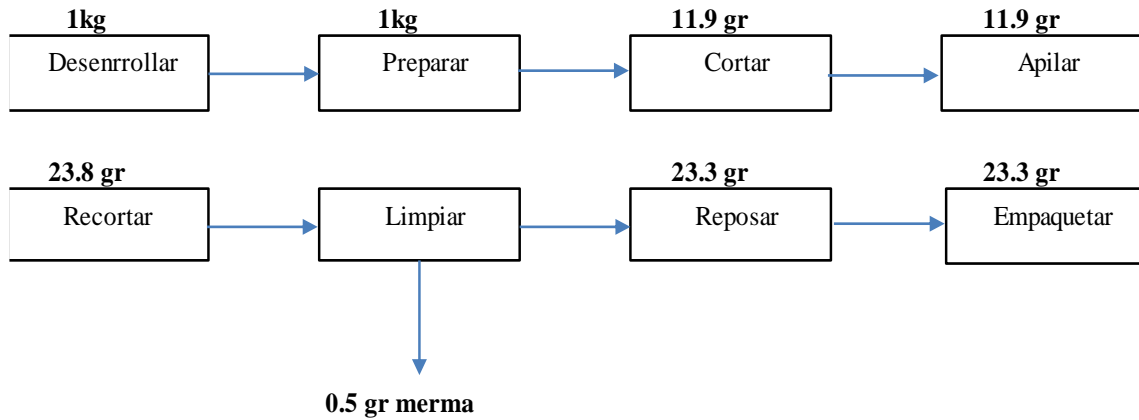 1kg
1kg
11.9 gr
11.9 gr
Desenrrollar
Preparar
Cortar
Apilar
23.8 gr
23.3 gr
23.3 gr
Recortar
Limpiar
Reposar
Empaquetar
0.5 gr merma